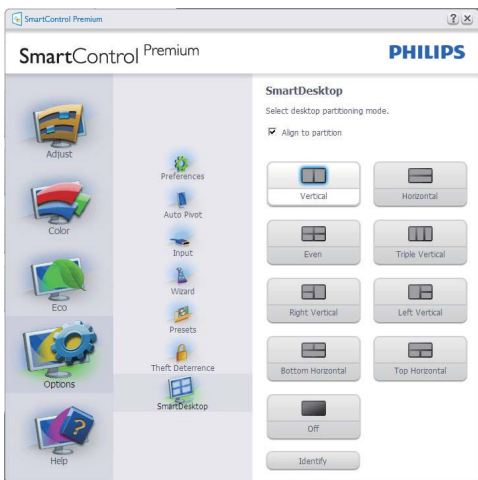 SmartControl Premium
SmartControl Premium
PHILIPS
Adjust
Color
Eco
Options
Help
Preferences
Auto Pivot
Input
Wizard
Presets
Theft Deterrence
SmartDesktop
SmartDesktop
Select desktop partitioning mode.
Align to partition
Vertical
Horizontal
Even
Triple Vertical
Right Vertical
Left Vertical
Bottom Horizontal
Top Horizontal
Off
Identify